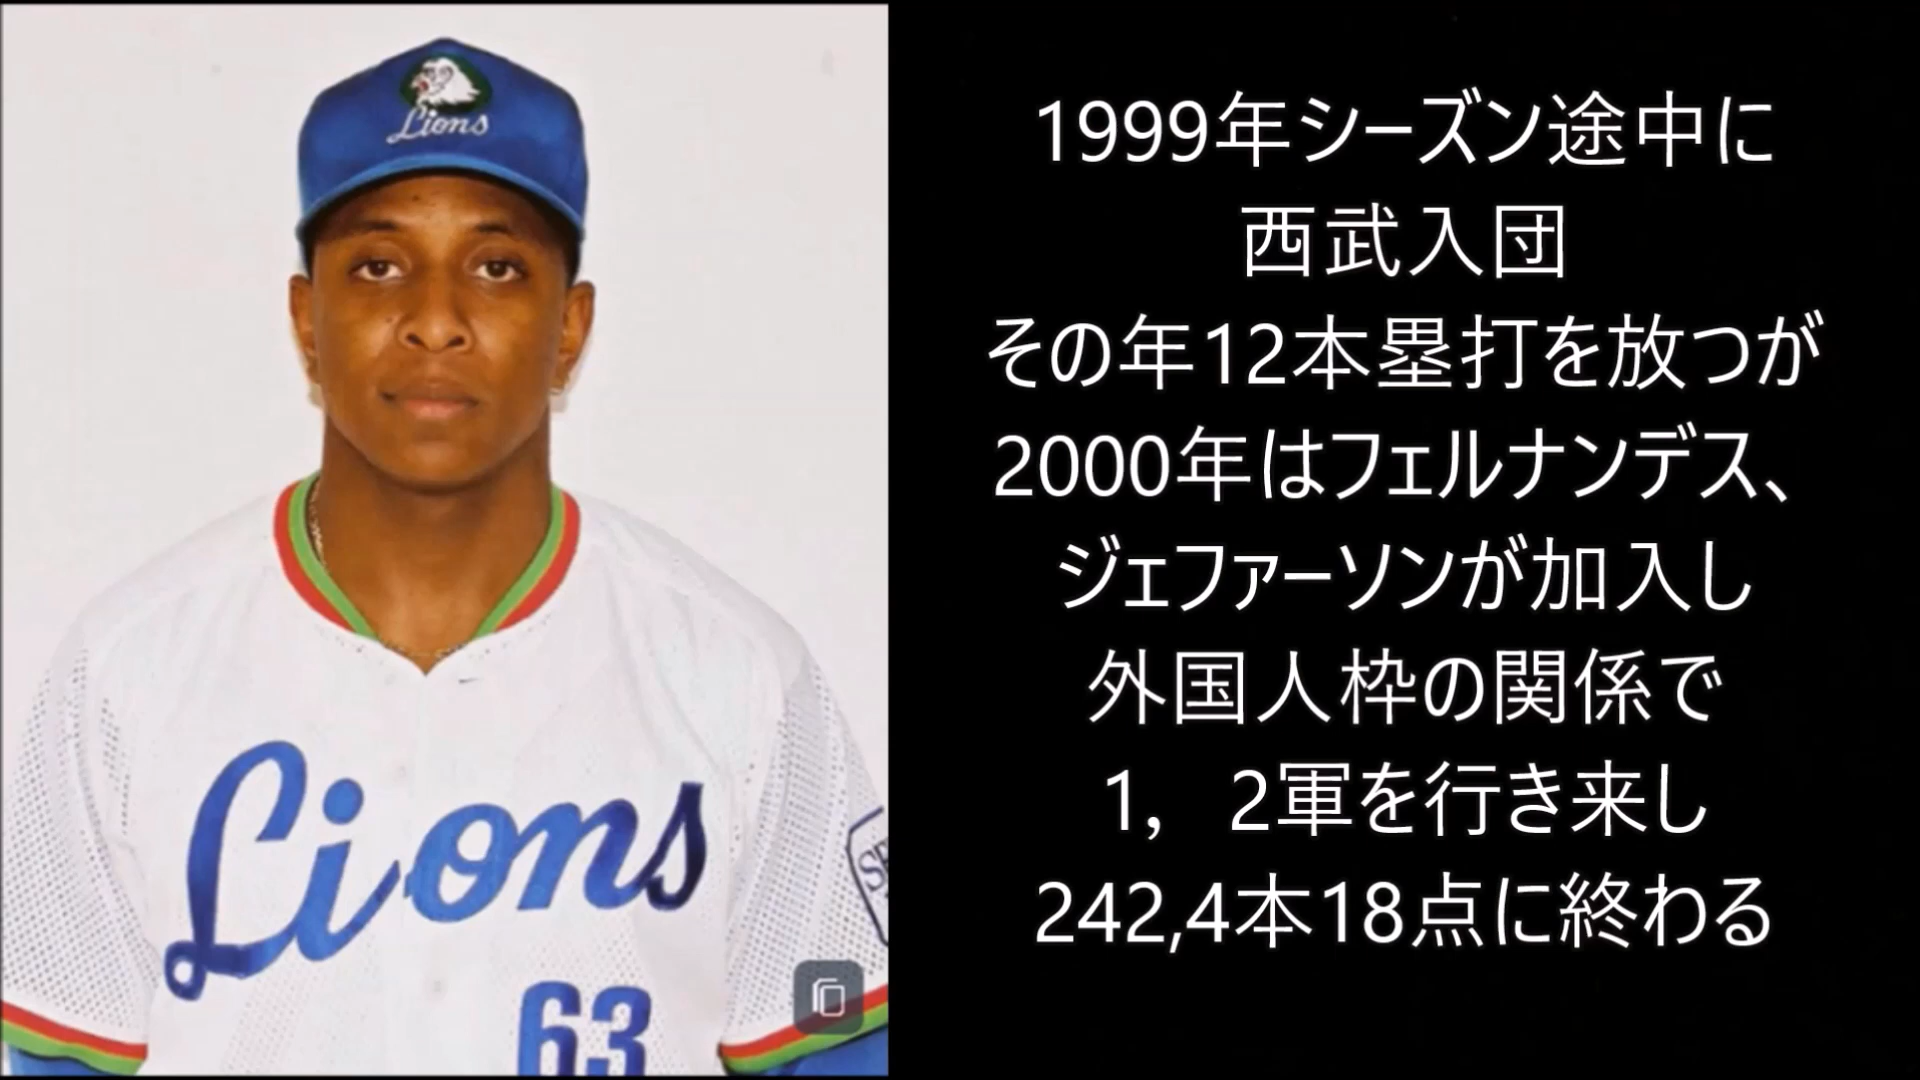 Lions
Lions
63
1999年シーズン途中に
西武入団
その年12本塁打を放つが
2000年はフェルナンデス、
ジェファーソンが加入し
外国人枠の関係で
1，2軍を行き来し
242,4本18点に終わる